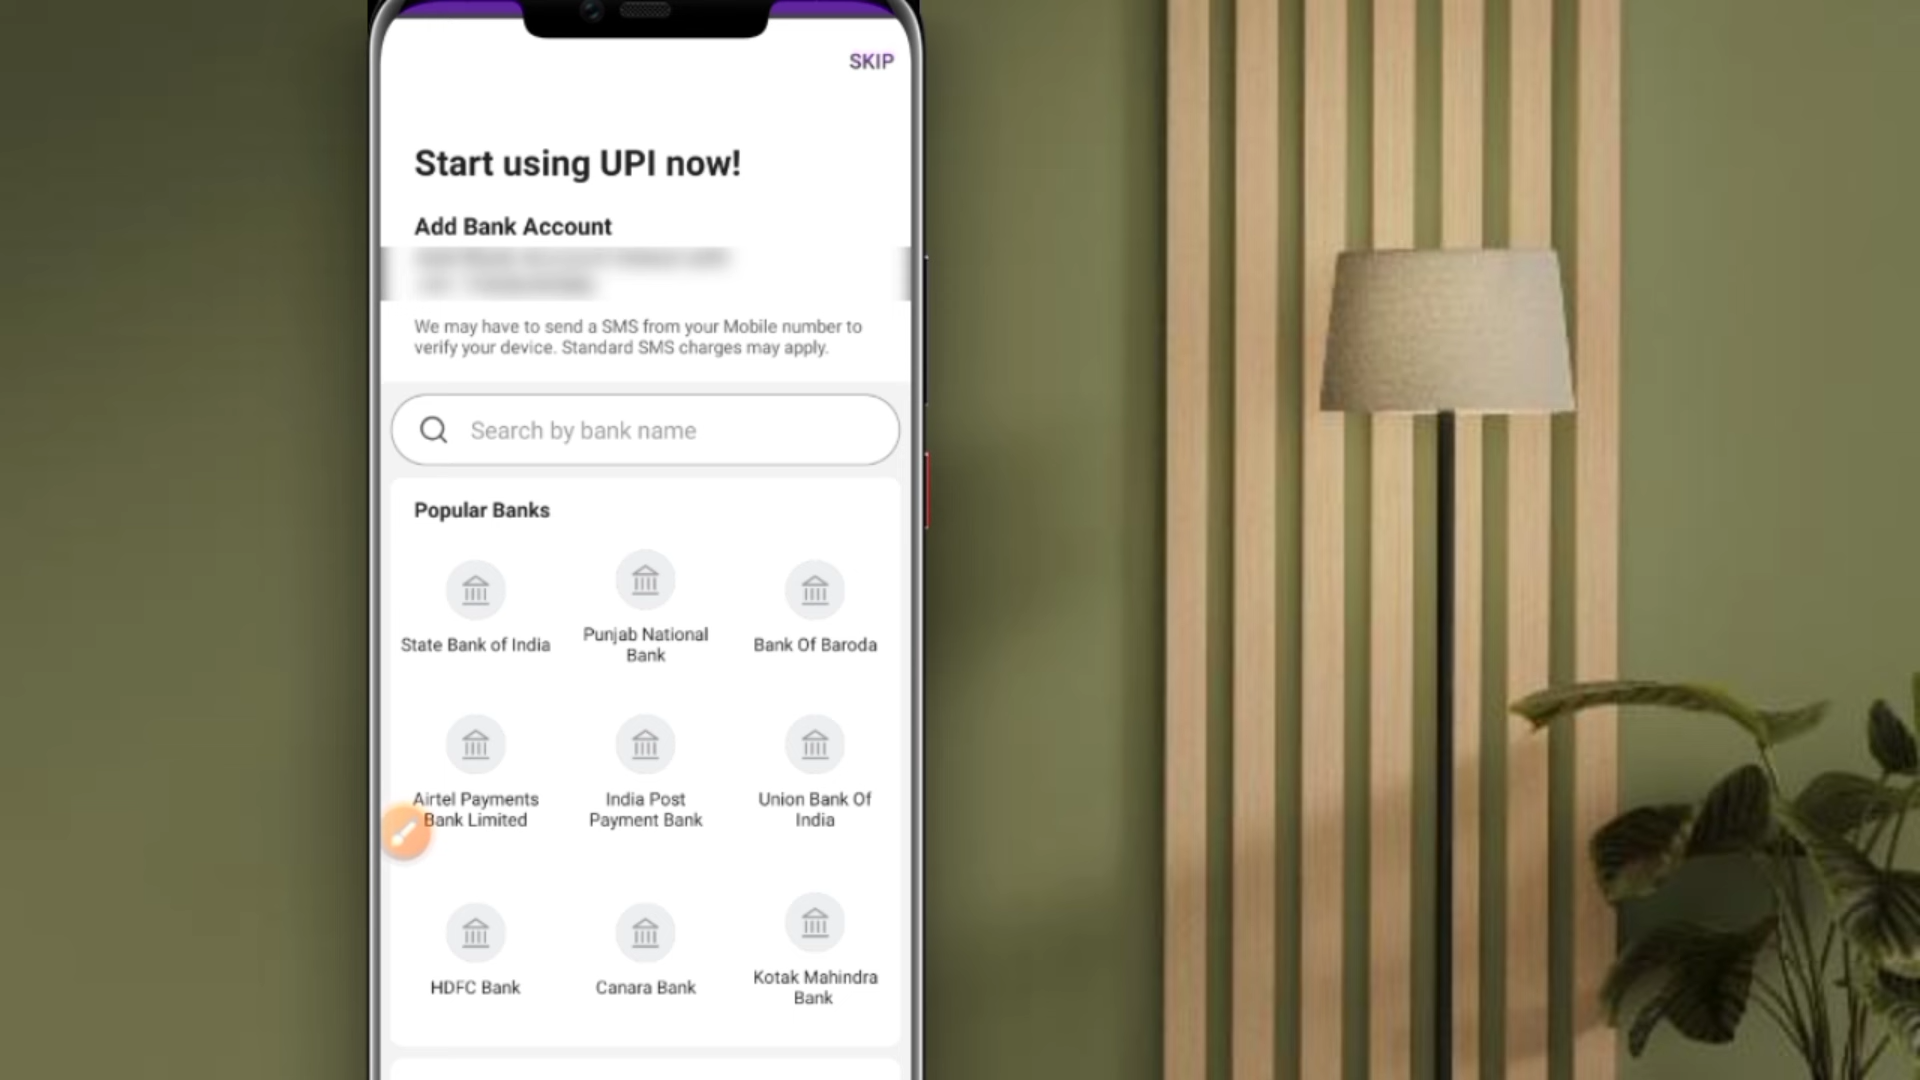 SKIP
Start using UPI now!
Add Bank Account
We may have to send a SMS from your Mobile number to
verify your device. Standard SMS charges may apply.
Search by bank name
Popular Banks
State Bank of India
Punjab National
Bank
Bank Of Baroda
Airtel Payments
Bank Limited
India Post
Payment Bank
Union Bank Of
India
HDFC Bank
Canara Bank
Kotak Mahindra
Bank